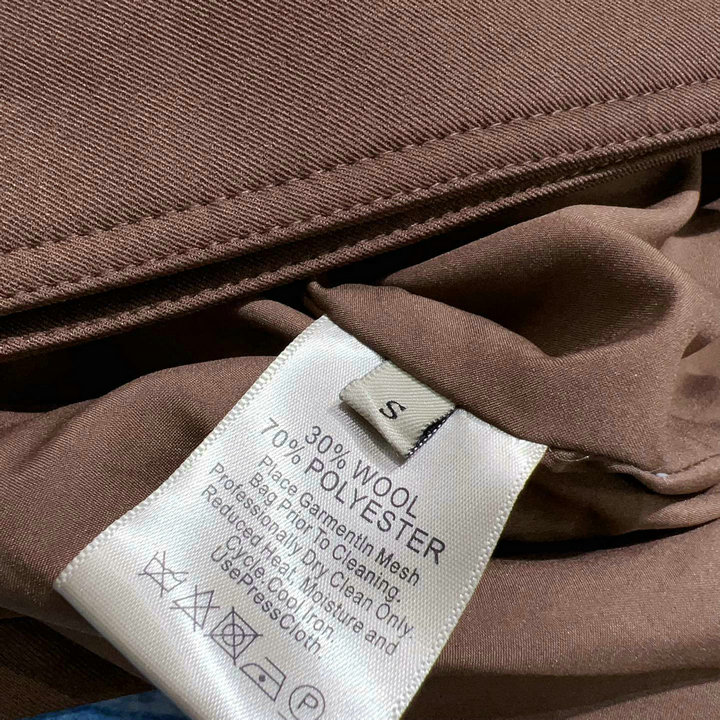 S
30% WOOL
70% POLYESTER
Place GarmentIn Mesh
Bag Prior To Cleaning.
Professionally Dry Clean Only.
Reduced Heat, Moisture and
Cycle.Cool Iron.
UsePressCloth.
P